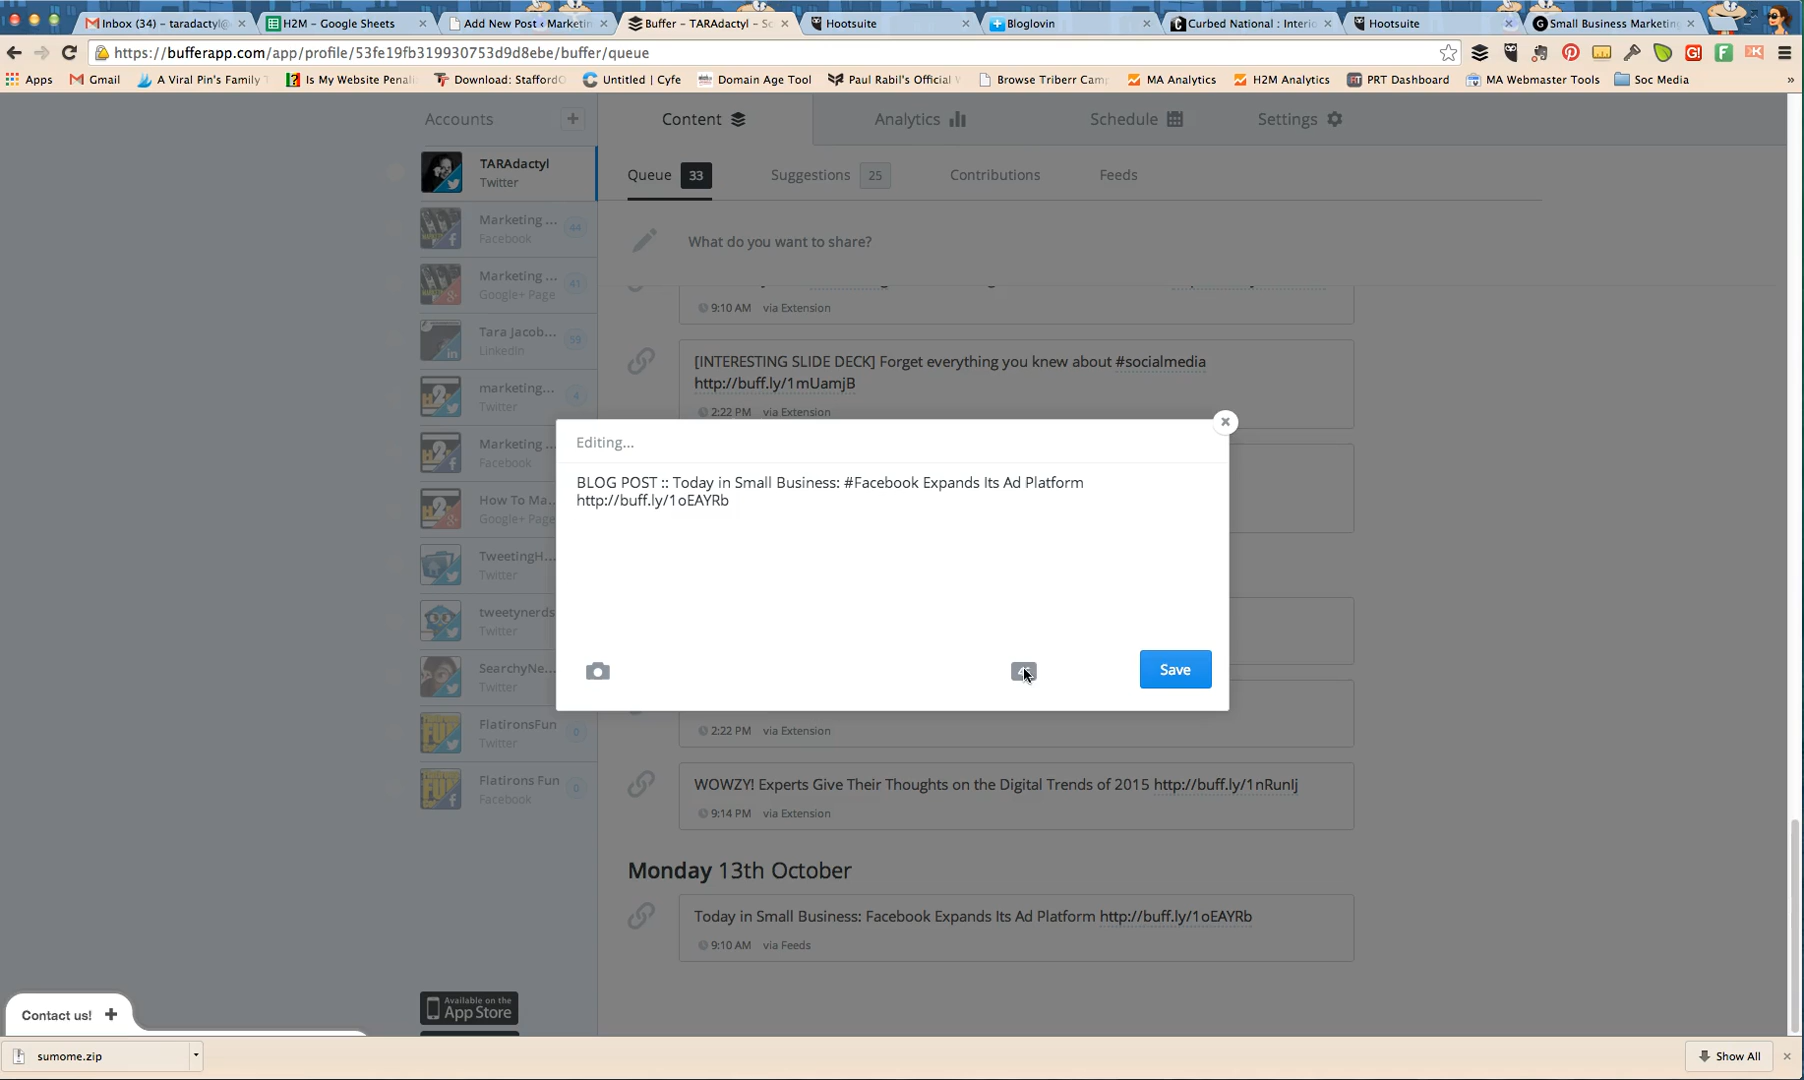 Inbox (34) – taradactyl@
H2M – Google Sheets
Add New Post ‹ Marketin
Buffer – TARAdactyl – So
Hootsuite
Bloglovin
Curbed National : Interio
Hootsuite
Small Business Marketing
https://bufferapp.com/app/profile/53fe19fb319930753d9d8ebe/buffer/queue
Apps
Gmail
A Viral Pin's Family
Is My Website Penal
Download: Stafford
Untitled | Cyfe
Domain Age Tool
Paul Rabil's Official
Browse Triberr Cam
MA Analytics
H2M Analytics
PRT Dashboard
MA Webmaster Tools
Soc Media
»
Accounts
Content
Analytics
Schedule
Settings
TARAdactyl
Twitter
Queue 33
Suggestions 25
Contributions
Feeds
Marketing ...
Facebook
44
What do you want to share?
Marketing ...
Google+ Page
41
9:10 AM via Extension
Tara Jacob...
LinkedIn
59
[INTERESTING SLIDE DECK] Forget everything you knew about #socialmedia
http://buff.ly/1mUamjB
2:22 PM via Extension
marketing...
Twitter
4
Marketing ...
Facebook
Editing...
BLOG POST :: Today in Small Business: #Facebook Expands Its Ad Platform
http://buff.ly/1oEAYRb
Save
How To Ma...
Google+ Page
TweetingH...
Twitter
tweetynerds
Twitter
SearchyNe...
Twitter
FlatironsFun
Twitter
0
Flatirons Fun
Facebook
0
2:22 PM via Extension
WOWZY! Experts Give Their Thoughts on the Digital Trends of 2015 http://buff.ly/1nRunIj
9:14 PM via Extension
Monday 13th October
Today in Small Business: Facebook Expands Its Ad Platform http://buff.ly/1oEAYRb
9:10 AM via Feeds
Available on the
App Store
Contact us! +
sumome.zip
Show All